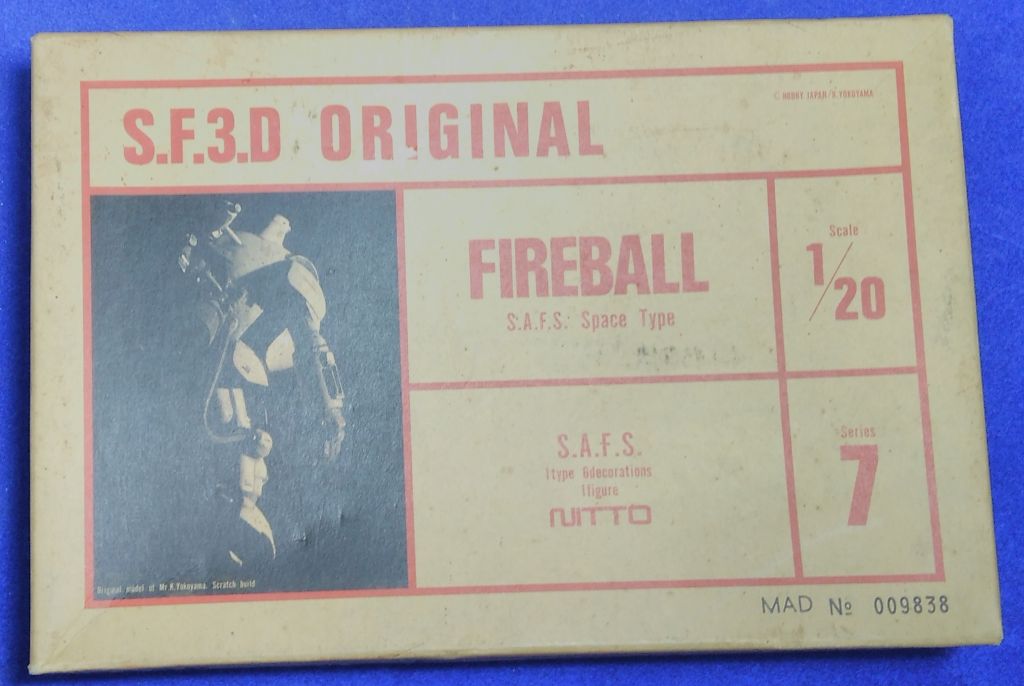 © HOBBY JAPAN/K.YOKOYAMA
S.F.3.D ORIGINAL
FIREBALL
S.A.F.S. Space Type
Scale
1/20
S.A.F.S.
1type 6decorations
1figure
NITTO
Series
7
Original model of Mr K.Yokoyama. Scratch build
MAD № 009838